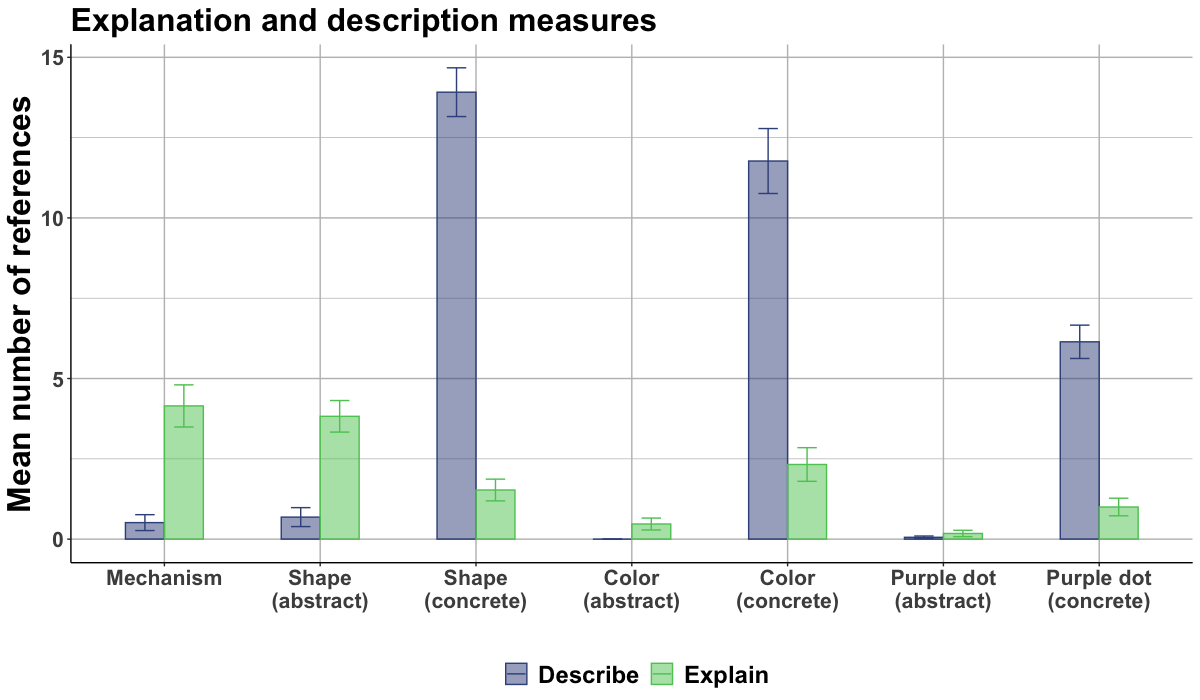 Explanation and description measures
Mean number of references
15
10
5
0
Mechanism
Shape
(abstract)
Shape
(concrete)
Color
(abstract)
Color
(concrete)
Purple dot
(abstract)
Purple dot
(concrete)
Describe
Explain